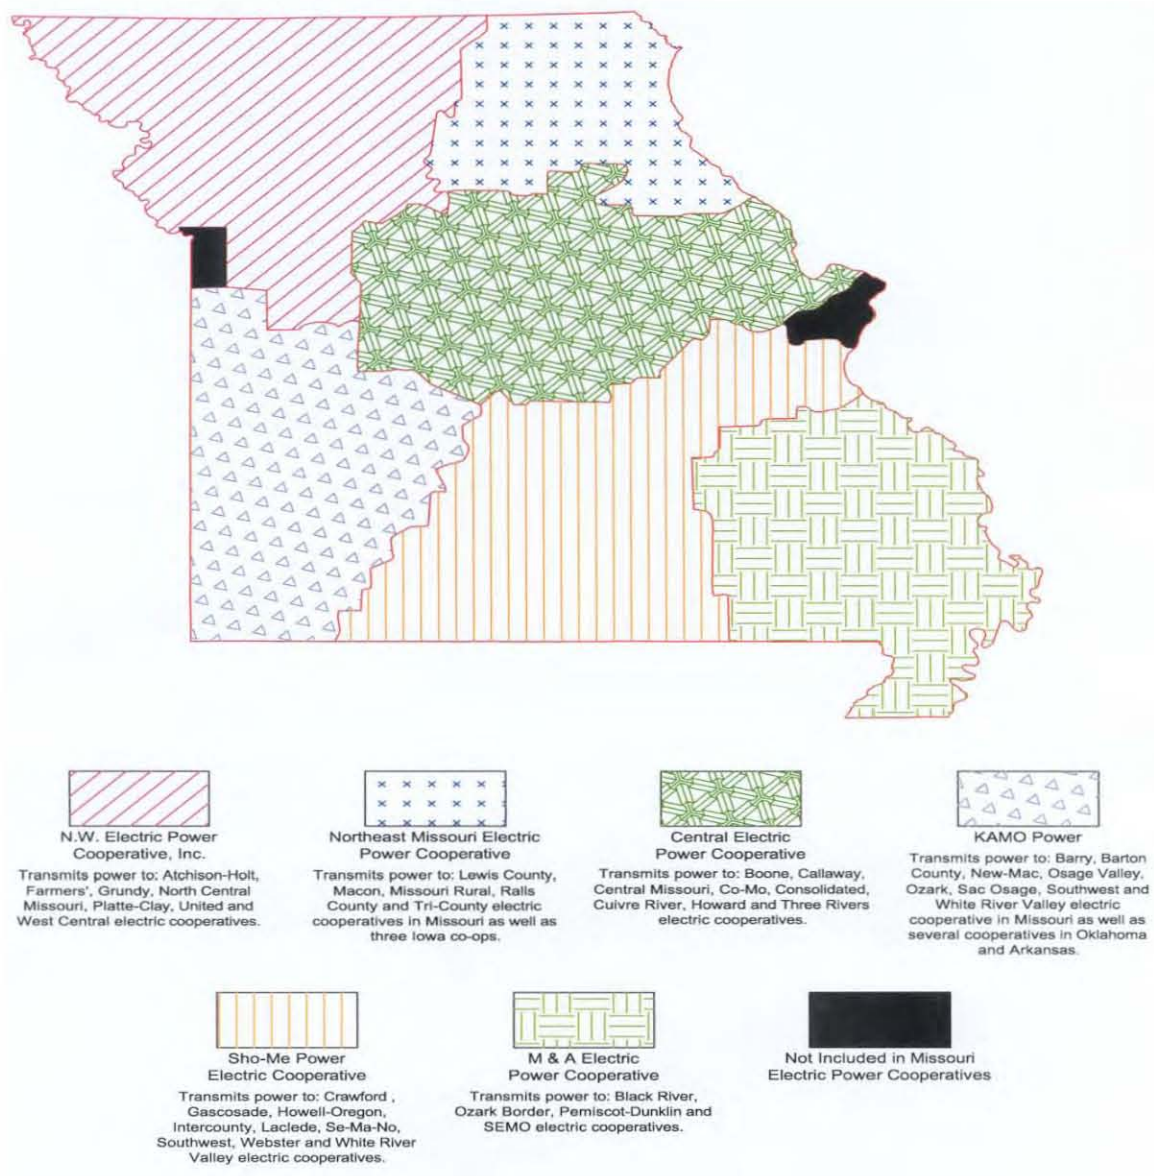 N.W. Electric Power
Cooperative, Inc.
Transmits power to: Atchison-Holt,
Farmers', Grundy, North Central
Missouri, Platte-Clay, United and
West Central electric cooperatives.
Northeast Missouri Electric
Power Cooperative
Transmits power to: Lewis County,
Macon, Missouri Rural, Ralls
County and Tri-County electric
cooperatives in Missouri as well as
three Iowa co-ops.
Central Electric
Power Cooperative
Transmits power to: Boone, Callaway,
Central Missouri, Co-Mo, Consolidated,
Cuivre River, Howard and Three Rivers
electric cooperatives.
KAMO Power
Transmits power to: Barry, Barton
County, New-Mac, Osage Valley,
Ozark, Sac Osage, Southwest and
White River Valley electric
cooperative in Missouri as well as
several cooperatives in Oklahoma
and Arkansas.
Sho-Me Power
Electric Cooperative
Transmits power to: Crawford ,
Gascosade, Howell-Oregon,
Intercounty, Laclede, Se-Ma-No,
Southwest, Webster and White River
Valley electric cooperatives.
M & A Electric
Power Cooperative
Transmits power to: Black River,
Ozark Border, Pemiscot-Dunklin and
SEMO electric cooperatives.
Not Included in Missouri
Electric Power Cooperatives